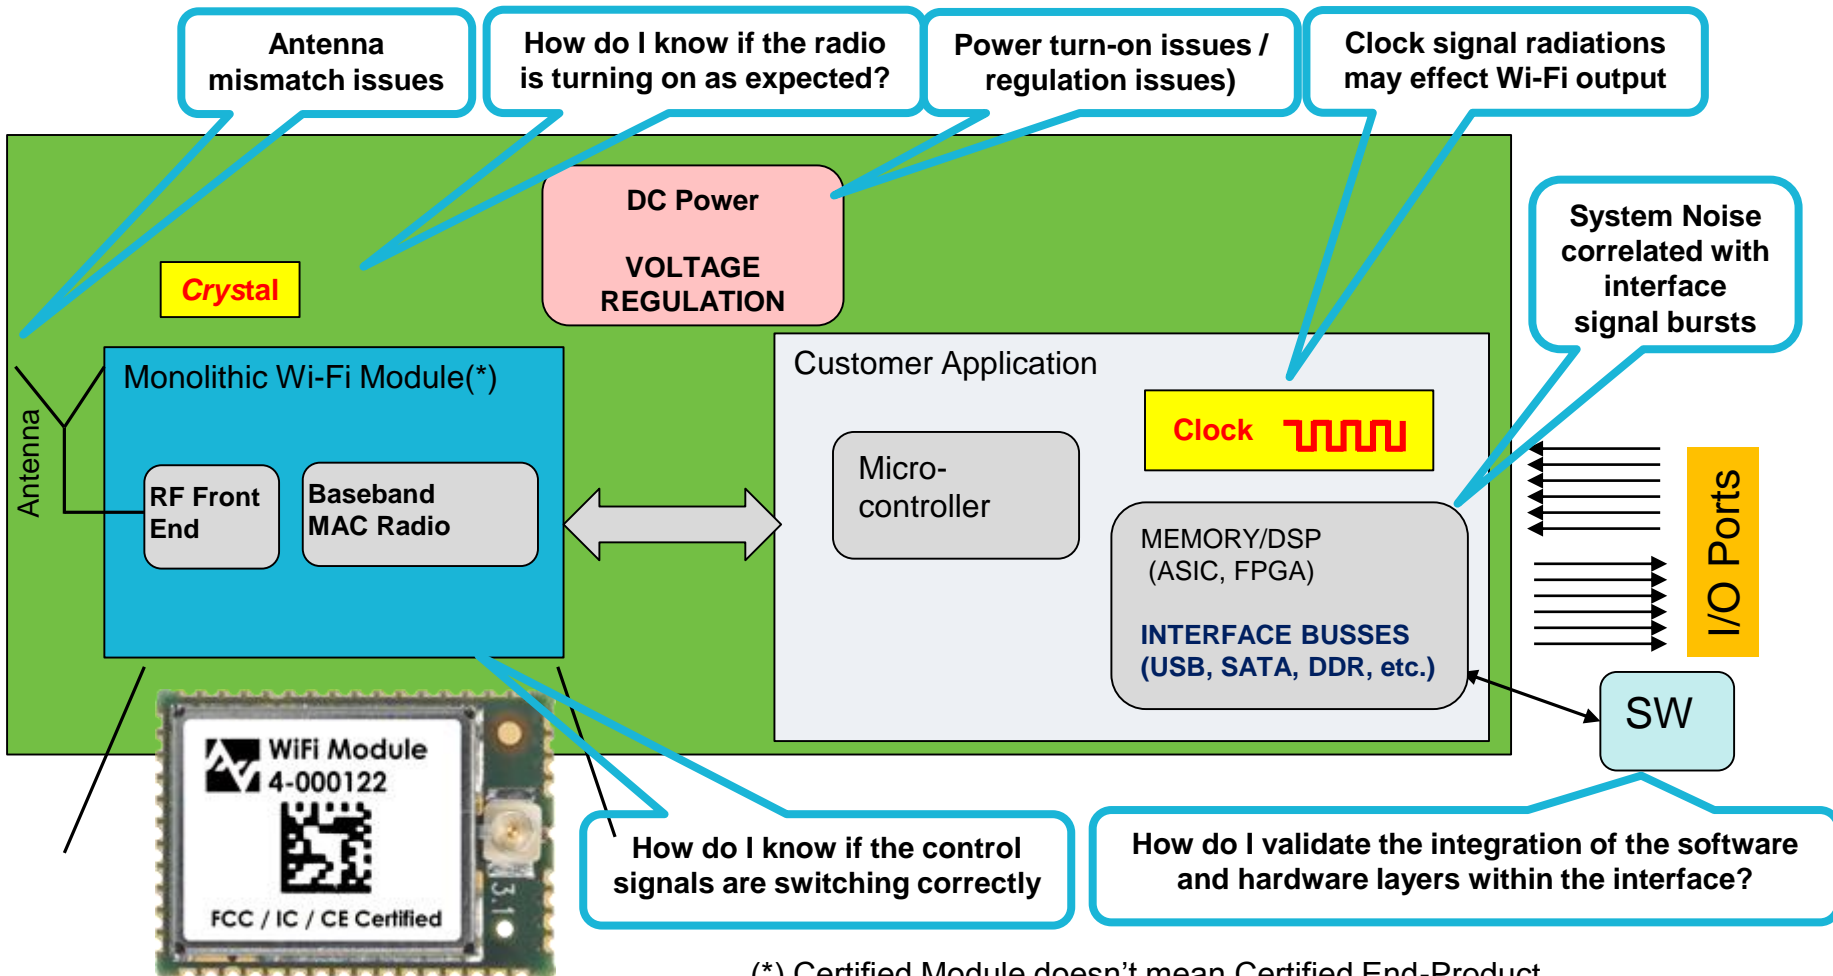 Antenna
mismatch issues
How do I know if the radio
is turning on as expected?
Power turn-on issues /
regulation issues)
Clock signal radiations
may effect Wi-Fi output
DC Power
VOLTAGE
REGULATION
System Noise
correlated with
interface
signal bursts
Crystal
Monolithic Wi-Fi Module(*)
Customer Application
Antenna
RF Front
End
Baseband
MAC Radio
Micro-
controller
Clock
MEMORY/DSP
(ASIC, FPGA)
INTERFACE BUSSES
(USB, SATA, DDR, etc.)
I/O Ports
SW
WiFi Module
4-000122
FCC / IC / CE Certified
3.1
How do I know if the control
signals are switching correctly
How do I validate the integration of the software
and hardware layers within the interface?
(*) Certified Module doesn't mean Certified End-Product